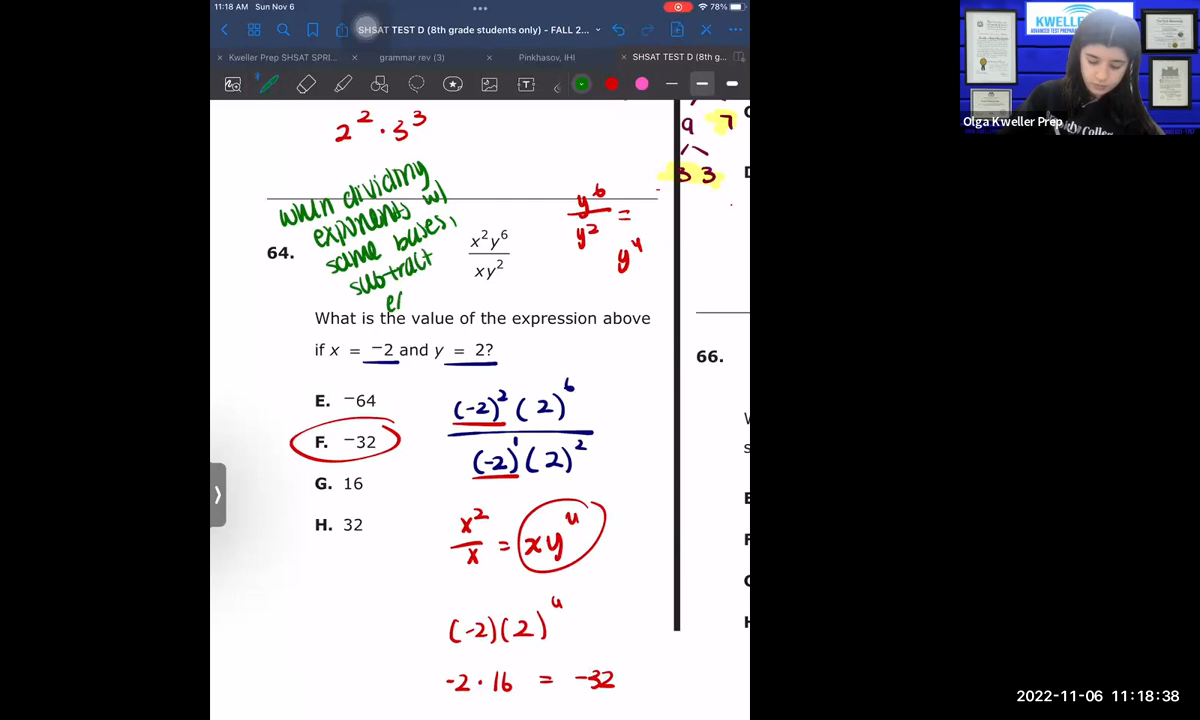 11:18 AM Sun Nov 6
78%
SHSAT TEST D (8th grade students only) – FALL 2...
Kweller Prep SHSAT SPRI...
grammar rev (3)
Pinkhasov, IHI
SHSAT TEST D (8th g...
2² · 3³
9 7
3 3
when dividing
exponents w/
same bases,
subtract
e(
y⁶
y²
=
y⁴
64.
x²y⁶
xy²
What is the value of the expression above
if x = ⁻2 and y = 2?
E. ⁻64
F. ⁻32
G. 16
H. 32
(-2)² (2)⁶
(-2)¹ (2)²
x²
x
= xy⁴
(-2)(2)⁴
-2 · 16 = -32
66.
KWELLER
Olga Kweller Prep
2022-11-06 11:18:38